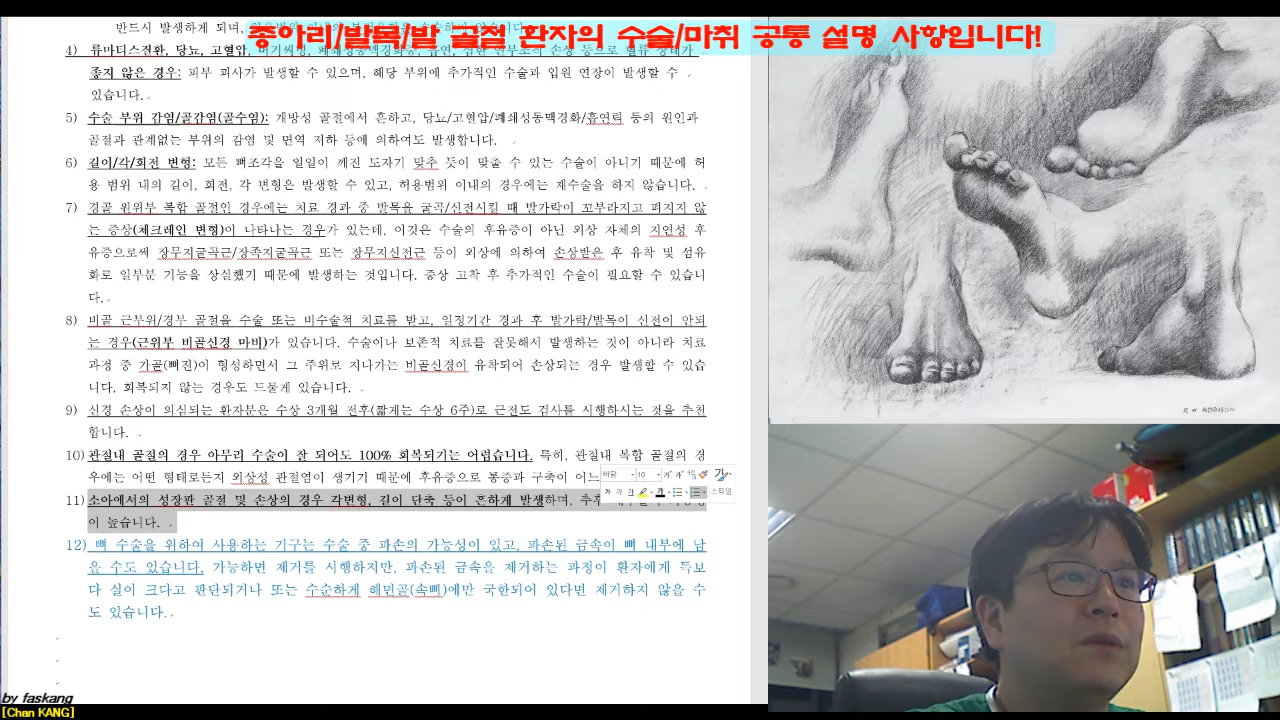 종아리/발목/발 골절 환자의 수술/마취 공통 설명 사항입니다!
반드시 발생하게 되며,
4) 류마티스질환, 당뇨, 고혈압,
좋지 않은 경우: 피부 괴사가 발생할 수 있으며, 해당 부위에 추가적인 수술과 입원 연장이 발생할 수
있습니다.
5) 수술 부위 감염/골감염(골수염): 개방성 골절에서 흔하고, 당뇨/고혈압/폐쇄성동맥경화/흡연력 등의 원인과
골절과 관계없는 부위의 감염 및 면역 저하 등에 의하여도 발생합니다.
6) 길이/각/회전 변형: 모든 뼈조각을 일일이 깨진 도자기 맞추 듯이 맞출 수 있는 수술이 아니기 때문에 허
용 범위 내의 길이, 회전, 각 변형은 발생할 수 있고, 허용범위 이내의 경우에는 재수술을 하지 않습니다.
7) 경골 원위부 복합 골절인 경우에는 치료 경과 중 발목을 굴곡/신전시킬 때 발가락이 꼬부라지고 펴지지 않
는 증상(체크레인 변형)이 나타나는 경우가 있는데, 이것은 수술의 후유증이 아닌 외상 자체의 지연성 후
유증으로써 장무지굴곡근/장족지굴곡근 또는 장무지신전근 등이 외상에 의하여 손상받은 후 유착 및 섬유
화로 일부분 기능을 상실했기 때문에 발생하는 것입니다. 증상 고착 후 추가적인 수술이 필요할 수 있습니
다.
8) 비골 근부위/경부 골절을 수술 또는 비수술적 치료를 받고, 일정기간 경과 후 발가락/발목이 신전이 안되
는 경우(근위부 비골신경 마비)가 있습니다. 수술이나 보존적 치료를 잘못해서 발생하는 것이 아니라 치료
과정 중 가골(뼈진)이 형성하면서 그 주위로 지나가는 비골신경이 유착되어 손상되는 경우 발생할 수 있습
니다. 회복되지 않는 경우도 드물게 있습니다.
9) 신경 손상이 의심되는 환자분은 수상 3개월 전후(짧게는 수상 6주)로 근전도 검사를 시행하시는 것을 추천
합니다.
10) 관절내 골절의 경우 아무리 수술이 잘 되어도 100% 회복되기는 어렵습니다. 특히, 관절내 복합 골절의 경
우에는 어떤 형태로든지 외상성 관절염이 생기기 때문에 후유증으로 통증과 구축이 어느
바탕 10
가 가 가 스타일
11) 소아에서의 성장판 골절 및 손상의 경우 각변형, 길이 단축 등이 흔하게 발생하며, 추후
이 높습니다.
12) 뼈 수술을 위하여 사용하는 기구는 수술 중 파손의 가능성이 있고, 파손된 금속이 뼈 내부에 남
을 수도 있습니다. 가능하면 제거를 시행하지만, 파손된 금속을 제거하는 과정이 환자에게 득보
다 실이 크다고 판단되거나 또는 수순하게 해면골(속뼈)에만 국한되어 있다면 제거하지 않을 수
도 있습니다.
R H ADDISON
by faskang
[Chan KANG]